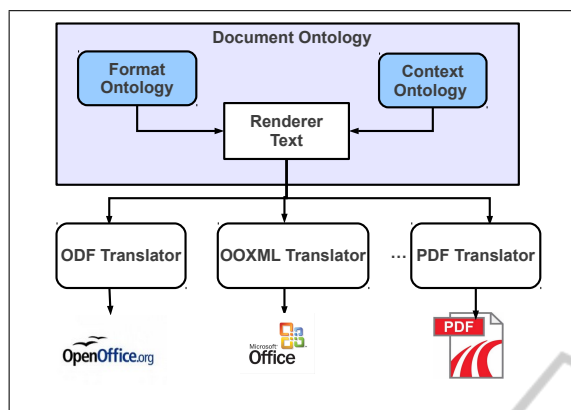 Document Ontology
Format
Ontology
Context
Ontology
Renderer
Text
ODF Translator
OOXML Translator
...
PDF Translator
OpenOffice.org
Microsoft
Office
PDF